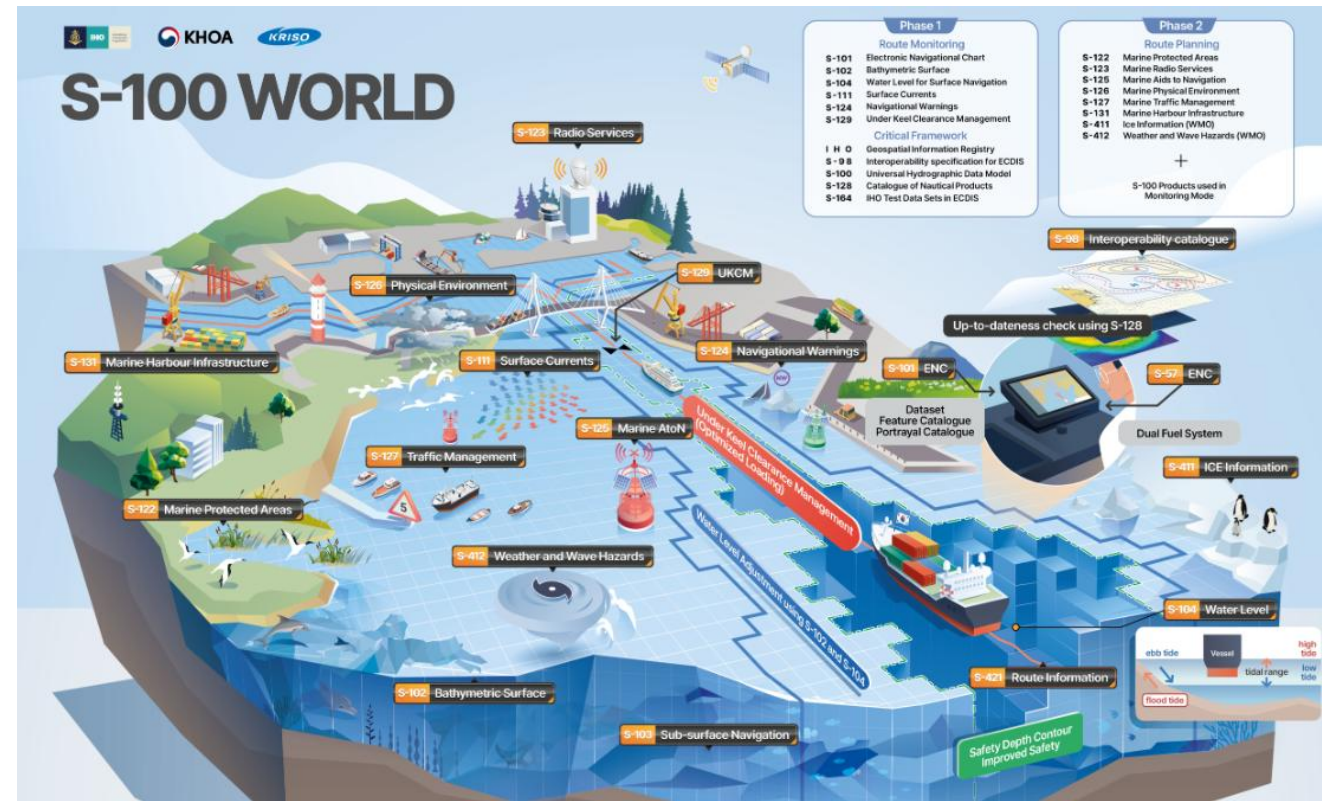 IHO
KHOA
KRISO
S-100 WORLD
Phase 1
Route Monitoring
S-101 Electronic Navigational Chart
S-102 Bathymetric Surface
S-104 Water Level for Surface Navigation
S-111 Surface Currents
S-124 Navigational Warnings
S-129 Under Keel Clearance Management
Critical Framework
I H O Geospatial Information Registry
S-98 Interoperability specification for ECDIS
S-100 Universal Hydrographic Data Model
S-128 Catalogue of Nautical Products
S-164 IHO Test Data Sets in ECDIS
Phase 2
Route Planning
S-122 Marine Protected Areas
S-123 Marine Radio Services
S-125 Marine Aids to Navigation
S-126 Marine Physical Environment
S-127 Marine Traffic Management
S-131 Marine Harbour Infrastructure
S-411 Ice Information (WMO)
S-412 Weather and Wave Hazards (WMO)
+
S-100 Products used in
Monitoring Mode
S-123 Radio Services
S-98 Interoperability catalogue
S-129 UKCM
S-126 Physical Environment
Up-to-dateness check using S-128
S-131 Marine Harbour Infrastructure
S-111 Surface Currents
S-124 Navigational Warnings
S-101 ENC
S-57 ENC
Dataset
Feature Catalogue
Portrayal Catalogue
Dual Fuel System
S-125 Marine AtoN
Under Keel Clearance Management
(Optimized Loading)
S-127 Traffic Management
5
S-411 ICE Information
S-122 Marine Protected Areas
S-412 Weather and Wave Hazards
Water Level Adjustment using S-102 and S-104
S-104 Water Level
ebb tide
Vessel
high
tide
tidal range
low
tide
flood tide
S-421 Route Information
S-102 Bathymetric Surface
S-103 Sub-surface Navigation
Safety Depth Contour
Improved Safety